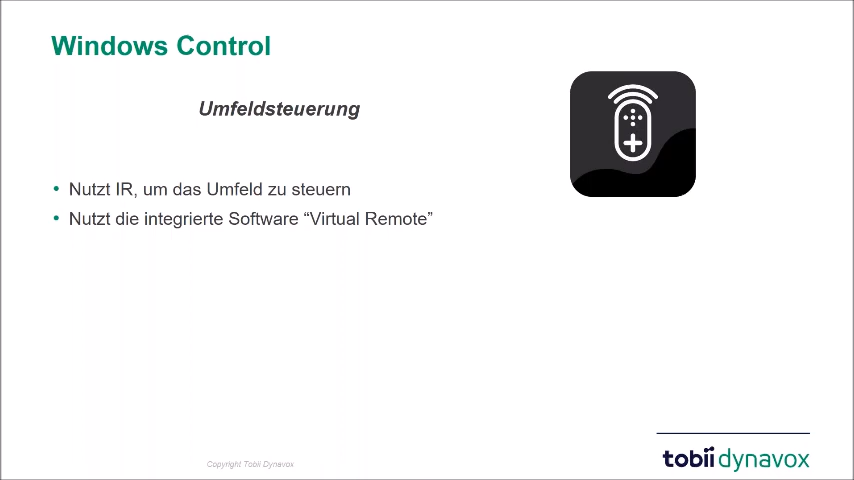 Windows Control
Umfeldsteuerung
• Nutzt IR, um das Umfeld zu steuern
• Nutzt die integrierte Software “Virtual Remote”
Copyright Tobii Dynavox
tobii dynavox